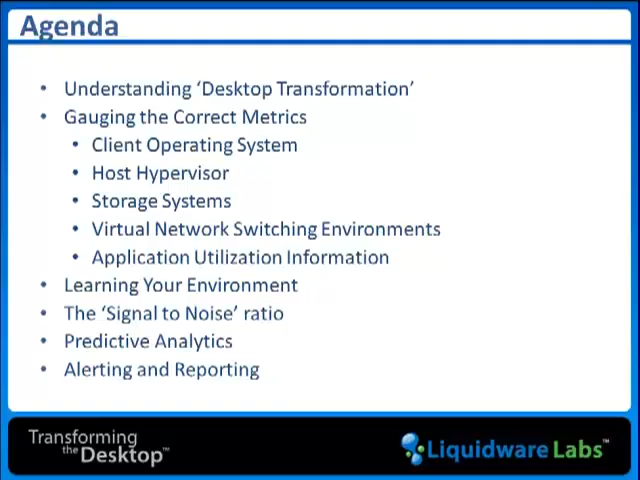 Agenda
• Understanding ‘Desktop Transformation’
• Gauging the Correct Metrics
• Client Operating System
• Host Hypervisor
• Storage Systems
• Virtual Network Switching Environments
• Application Utilization Information
• Learning Your Environment
• The ‘Signal to Noise’ ratio
• Predictive Analytics
• Alerting and Reporting
Transforming
the Desktop™
Liquidware Labs™